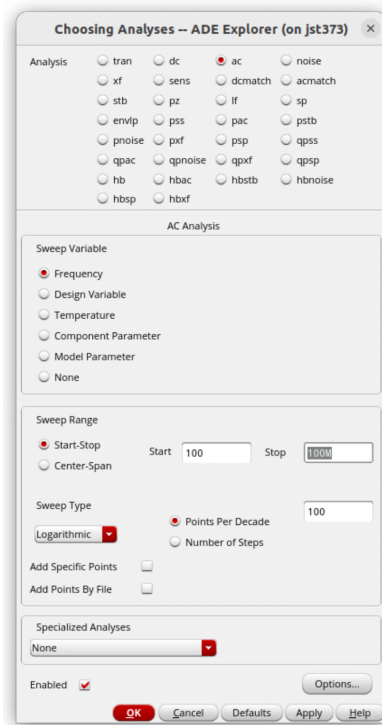 Choosing Analyses -- ADE Explorer (on jst373)
Analysis tran dc ac noise
xf sens dcmatch acmatch
stb pz lf sp
envlp pss pac pstb
pnoise pxf psp qpss
qpac qpnoise qpxf qpsp
hb hbac hbstb hbnoise
hbsp hbxf
AC Analysis
Sweep Variable
Frequency
Design Variable
Temperature
Component Parameter
Model Parameter
None
Sweep Range
Start-Stop Start 100 Stop 100M
Center-Span
Sweep Type
Logarithmic Points Per Decade 100
Number of Steps
Add Specific Points
Add Points By File
Specialized Analyses
None
Enabled Options...
OK Cancel Defaults Apply Help